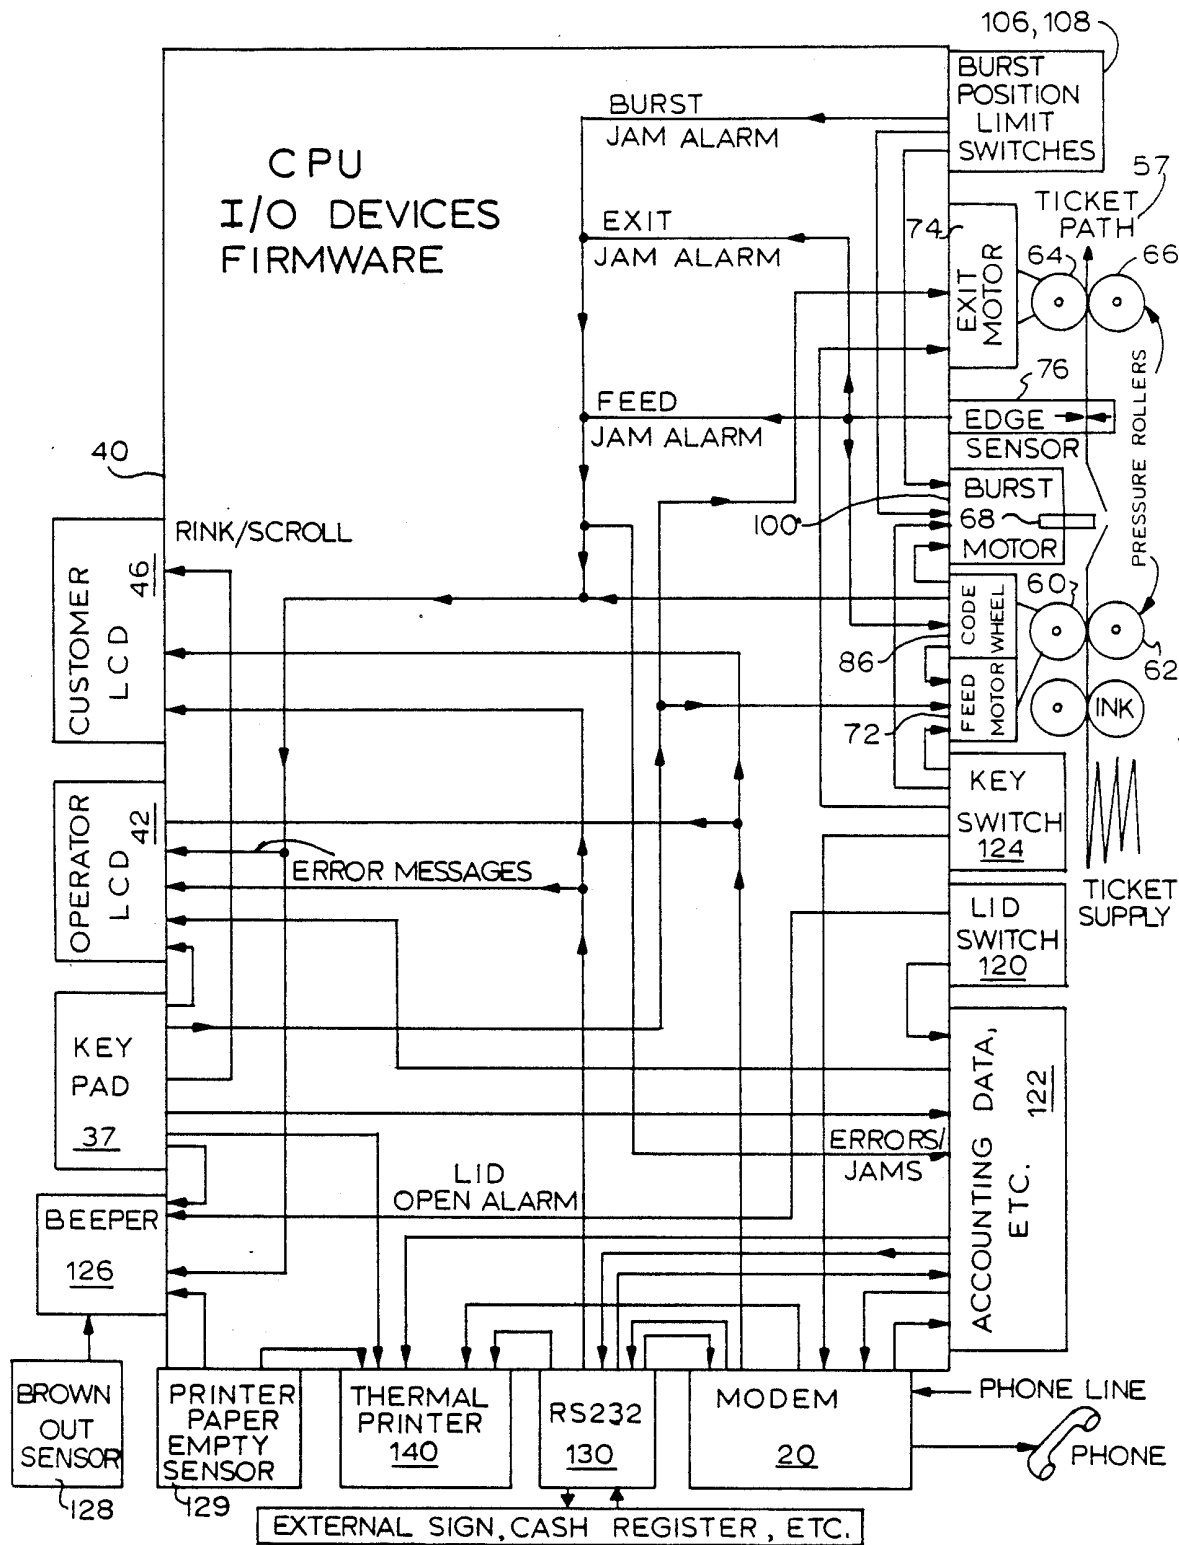 106, 108
BURST
POSITION
LIMIT
SWITCHES
BURST
JAM ALARM
CPU
I/O DEVICES
FIRMWARE
57
TICKET
PATH
EXIT
JAM ALARM
74
EXIT
MOTOR
64
66
PRESSURE ROLLERS
76
FEED
JAM ALARM
EDGE
SENSOR
40
RINK/SCROLL
BURST
68
MOTOR
100
CUSTOMER
LCD
46
CODE
WHEEL
86
60
62
FEED
MOTOR
72
INK
OPERATOR
LCD
42
ERROR MESSAGES
KEY
SWITCH
124
TICKET
SUPPLY
LID
SWITCH
120
KEY
PAD
37
ACCOUNTING DATA,
ETC.
122
ERRORS/
JAMS
LID
OPEN ALARM
BEEPER
126
BROWN
OUT
SENSOR
128
PRINTER
PAPER
EMPTY
SENSOR
129
THERMAL
PRINTER
140
RS232
130
MODEM
20
PHONE LINE
PHONE
EXTERNAL SIGN, CASH REGISTER, ETC.